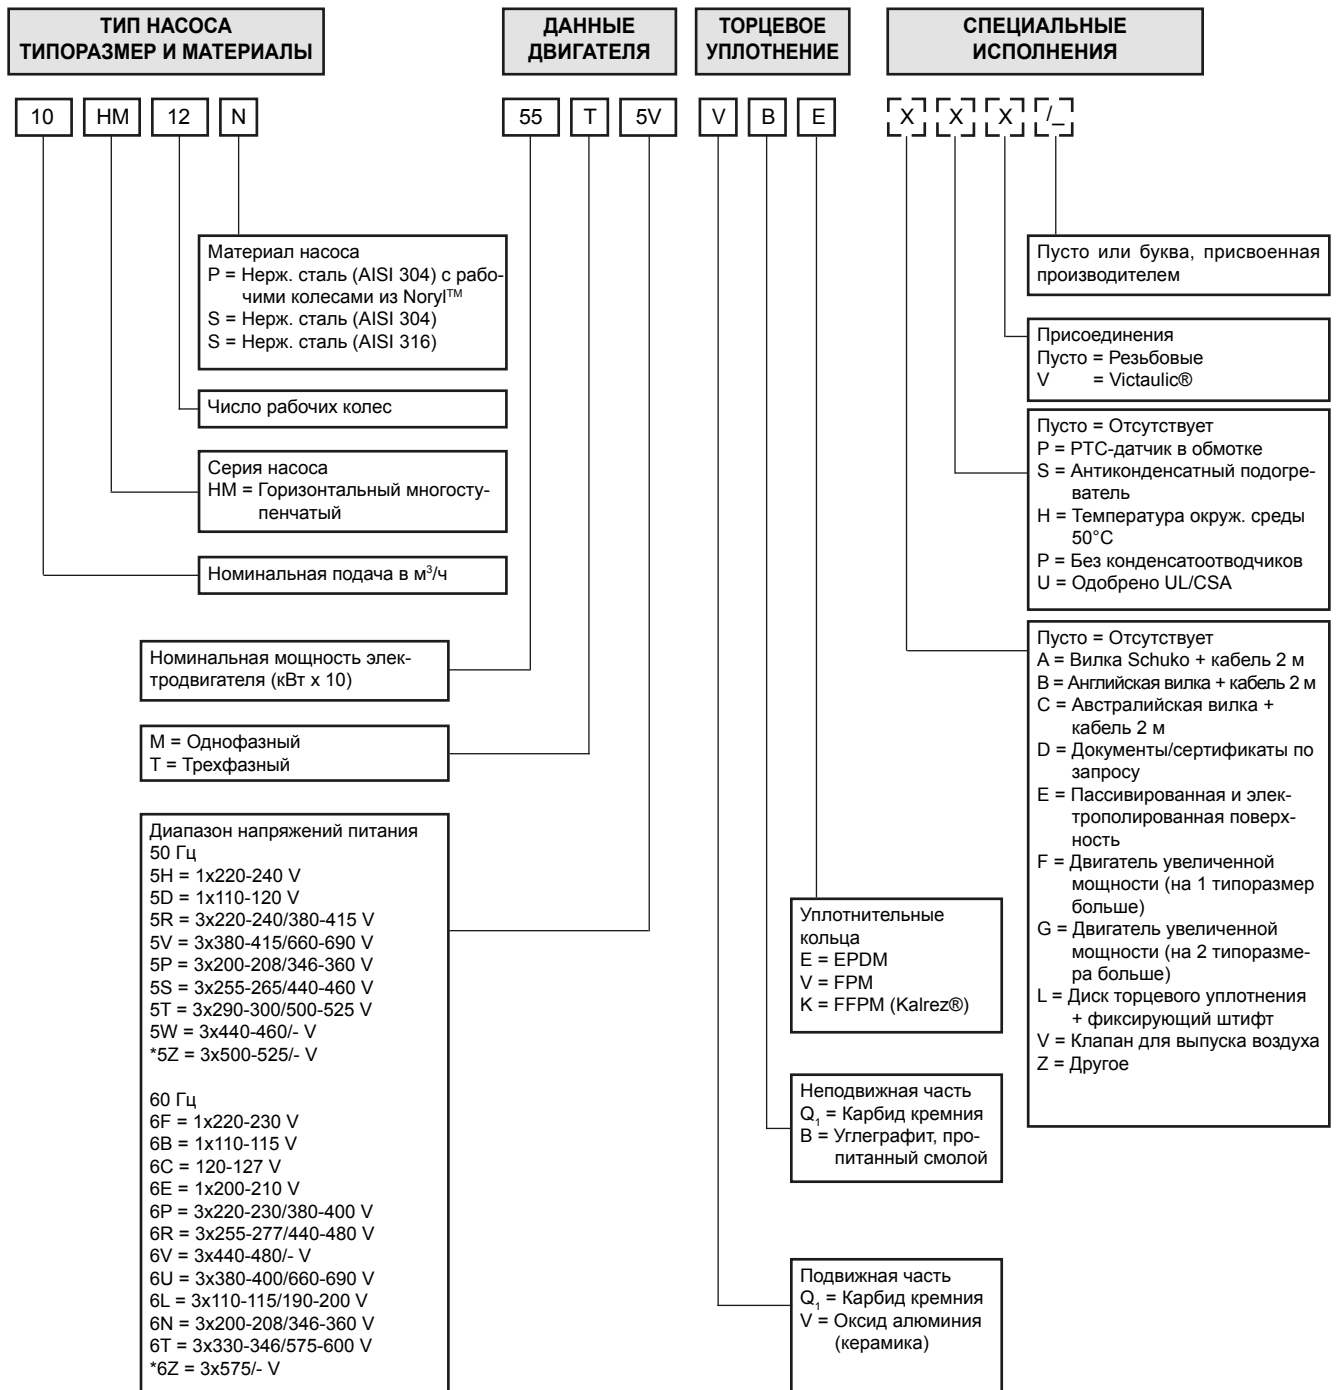 ТИП НАСОСА
ТИПОРАЗМЕР И МАТЕРИАЛЫ
ДАННЫЕ
ДВИГАТЕЛЯ
ТОРЦЕВОЕ
УПЛОТНЕНИЕ
СПЕЦИАЛЬНЫЕ
ИСПОЛНЕНИЯ
10 HM 12 N 55 T 5V V B E X X X /_
Материал насоса
P = Нерж. сталь (AISI 304) с рабо-
чими колесами из Noryl™
S = Нерж. сталь (AISI 304)
S = Нерж. сталь (AISI 316)
Число рабочих колес
Серия насоса
HM = Горизонтальный многосту-
пенчатый
Номинальная подача в м³/ч
Номинальная мощность элек-
тродвигателя (кВт x 10)
M = Однофазный
T = Трехфазный
Диапазон напряжений питания
50 Гц
5H = 1x220-240 V
5D = 1x110-120 V
5R = 3x220-240/380-415 V
5V = 3x380-415/660-690 V
5P = 3x200-208/346-360 V
5S = 3x255-265/440-460 V
5T = 3x290-300/500-525 V
5W = 3x440-460/- V
*5Z = 3x500-525/- V
60 Гц
6F = 1x220-230 V
6B = 1x110-115 V
6C = 120-127 V
6E = 1x200-210 V
6P = 3x220-230/380-400 V
6R = 3x255-277/440-480 V
6V = 3x440-480/- V
6U = 3x380-400/660-690 V
6L = 3x110-115/190-200 V
6N = 3x200-208/346-360 V
6T = 3x330-346/575-600 V
*6Z = 3x575/- V
Уплотнительные
кольца
E = EPDM
V = FPM
K = FFPM (Kalrez®)
Неподвижная часть
Q₁ = Карбид кремния
B = Углеграфит, про-
питанный смолой
Подвижная часть
Q₁ = Карбид кремния
V = Оксид алюминия
(керамика)
Пусто или буква, присвоенная
производителем
Присоединения
Пусто = Резьбовые
V = Victaulic®
Пусто = Отсутствует
P = PTC-датчик в обмотке
S = Антиконденсатный подогре-
ватель
H = Температура окруж. среды
50°C
P = Без конденсатоотводчиков
U = Одобрено UL/CSA
Пусто = Отсутствует
A = Вилка Schuko + кабель 2 м
B = Английская вилка + кабель 2 м
C = Австралийская вилка +
кабель 2 м
D = Документы/сертификаты по
запросу
E = Пассивированная и элек-
трополированная поверх-
ность
F = Двигатель увеличенной
мощности (на 1 типоразмер
больше)
G = Двигатель увеличенной
мощности (на 2 типоразме-
ра больше)
L = Диск торцевого уплотнения
+ фиксирующий штифт
V = Клапан для выпуска воздуха
Z = Другое